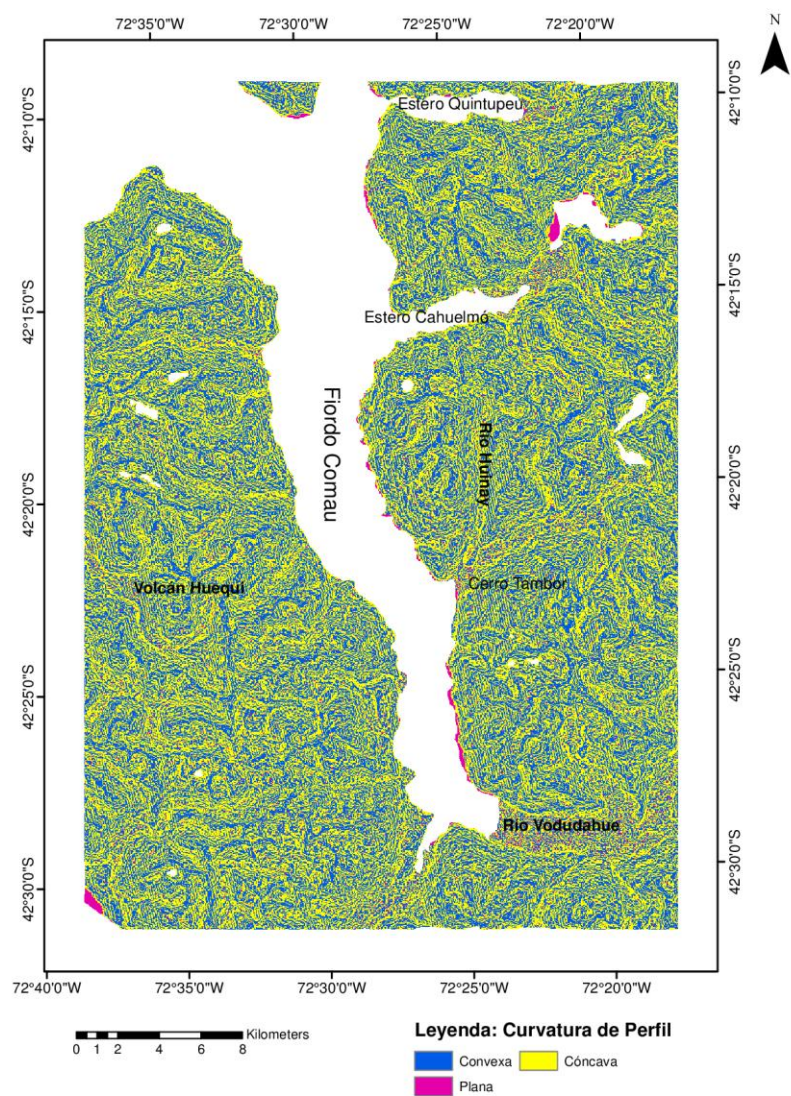 72°35'0"W 72°30'0"W 72°25'0"W 72°20'0"W
N
42°10'0"S
42°15'0"S
42°20'0"S
42°25'0"S
42°30'0"S
Estero Quintupeu
Estero Cahuelmó
Fiordo Comau
Río Huinay
Volcán Huequi
Cerro Tambor
Río Vodudahue
42°10'0"S
42°15'0"S
42°20'0"S
42°25'0"S
42°30'0"S
72°40'0"W 72°35'0"W 72°30'0"W 72°25'0"W 72°20'0"W
Kilometers
0 1 2 4 6 8
Leyenda: Curvatura de Perfil
Convexa Cóncava
Plana